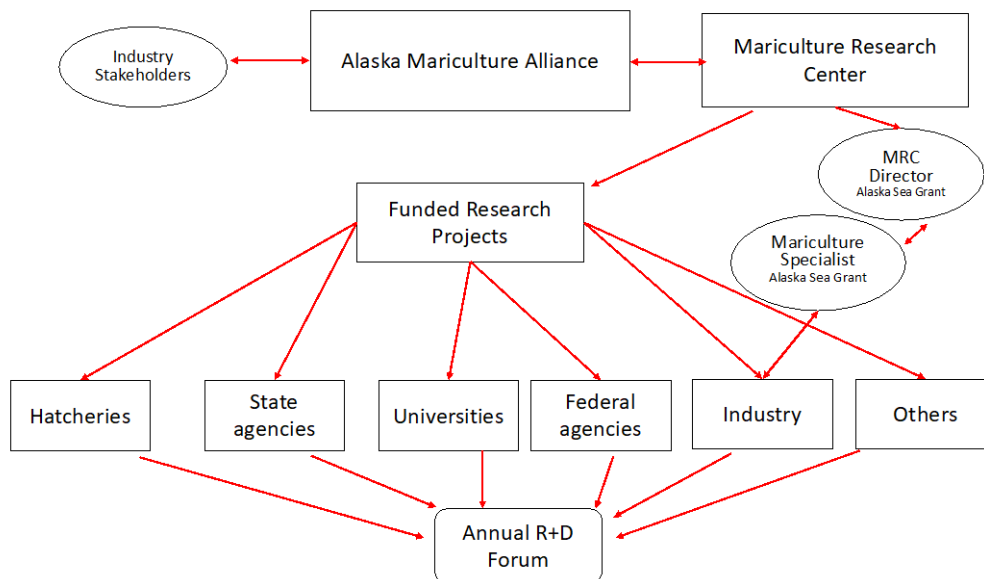 Industry
Stakeholders
Alaska Mariculture Alliance
Mariculture Research
Center
MRC
Director
Alaska Sea Grant
Funded Research
Projects
Mariculture
Specialist
Alaska Sea Grant
Hatcheries
State
agencies
Universities
Federal
agencies
Industry
Others
Annual R+D
Forum